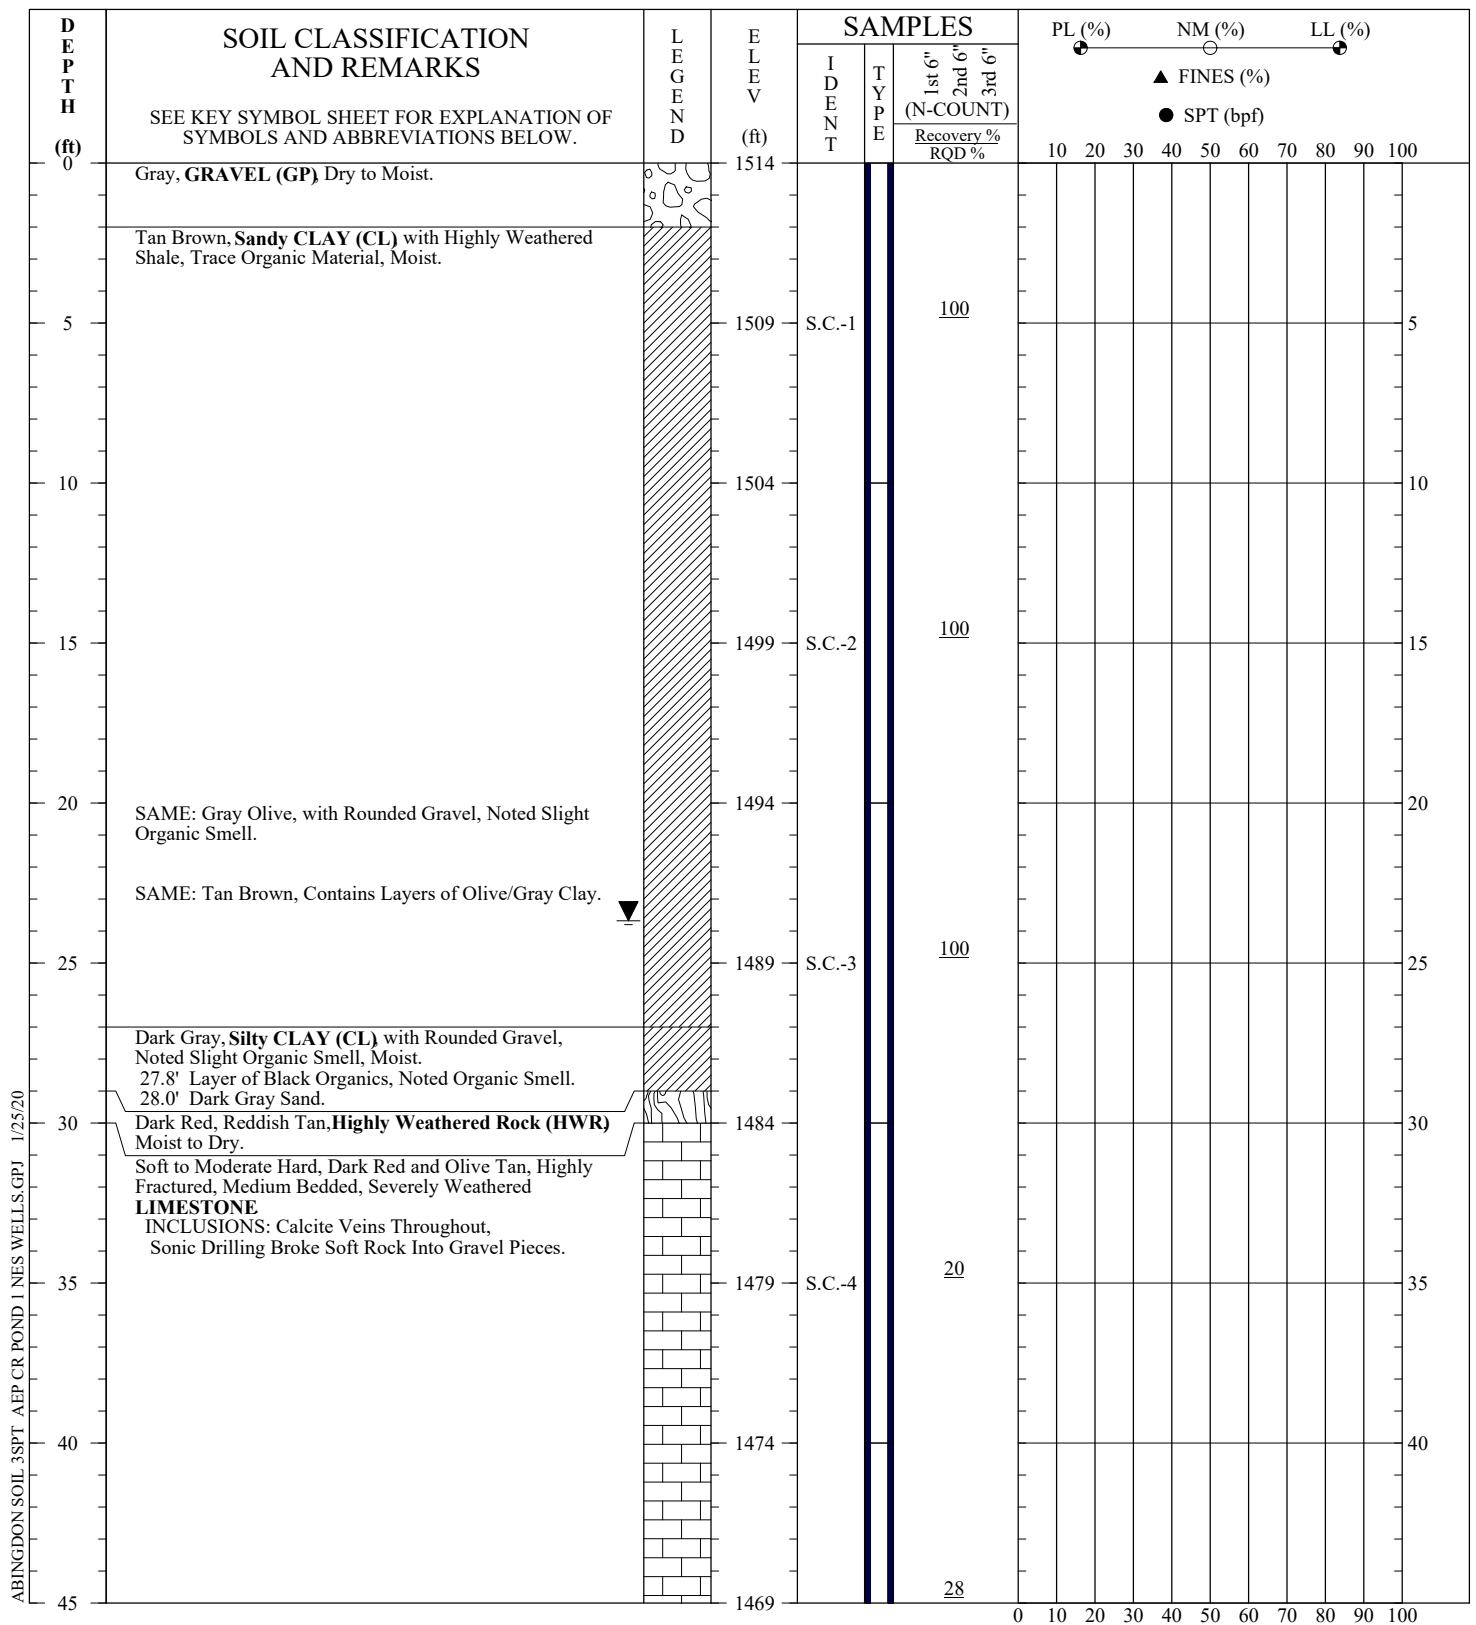 DEPTH
(ft)
SOIL CLASSIFICATION
AND REMARKS
SEE KEY SYMBOL SHEET FOR EXPLANATION OF
SYMBOLS AND ABBREVIATIONS BELOW.
LEGEND
ELEV
(ft)
SAMPLES
IDENT
TYPE
1st 6"
2nd 6"
3rd 6"
(N-COUNT)
Recovery %
RQD %
PL (%) NM (%) LL (%)
FINES (%)
SPT (bpf)
10 20 30 40 50 60 70 80 90 100
0 1514
Gray, GRAVEL (GP), Dry to Moist.
Tan Brown, Sandy CLAY (CL), with Highly Weathered
Shale, Trace Organic Material, Moist.
100
5 1509 S.C.-1 5
10 1504 10
100
15 1499 S.C.-2 15
20 1494 20
SAME: Gray Olive, with Rounded Gravel, Noted Slight
Organic Smell.
SAME: Tan Brown, Contains Layers of Olive/Gray Clay.
100
25 1489 S.C.-3 25
Dark Gray, Silty CLAY (CL), with Rounded Gravel,
Noted Slight Organic Smell, Moist.
27.8' Layer of Black Organics, Noted Organic Smell.
28.0' Dark Gray Sand.
30 1484 30
Dark Red, Reddish Tan, Highly Weathered Rock (HWR),
Moist to Dry.
Soft to Moderate Hard, Dark Red and Olive Tan, Highly
Fractured, Medium Bedded, Severely Weathered
LIMESTONE.
INCLUSIONS: Calcite Veins Throughout,
Sonic Drilling Broke Soft Rock Into Gravel Pieces.
20
35 1479 S.C.-4 35
40 1474 40
28
45 1469
0 10 20 30 40 50 60 70 80 90 100
ABINGDON SOIL 3SPT AEP CR POND 1 NES WELLS.GPJ 1/25/20